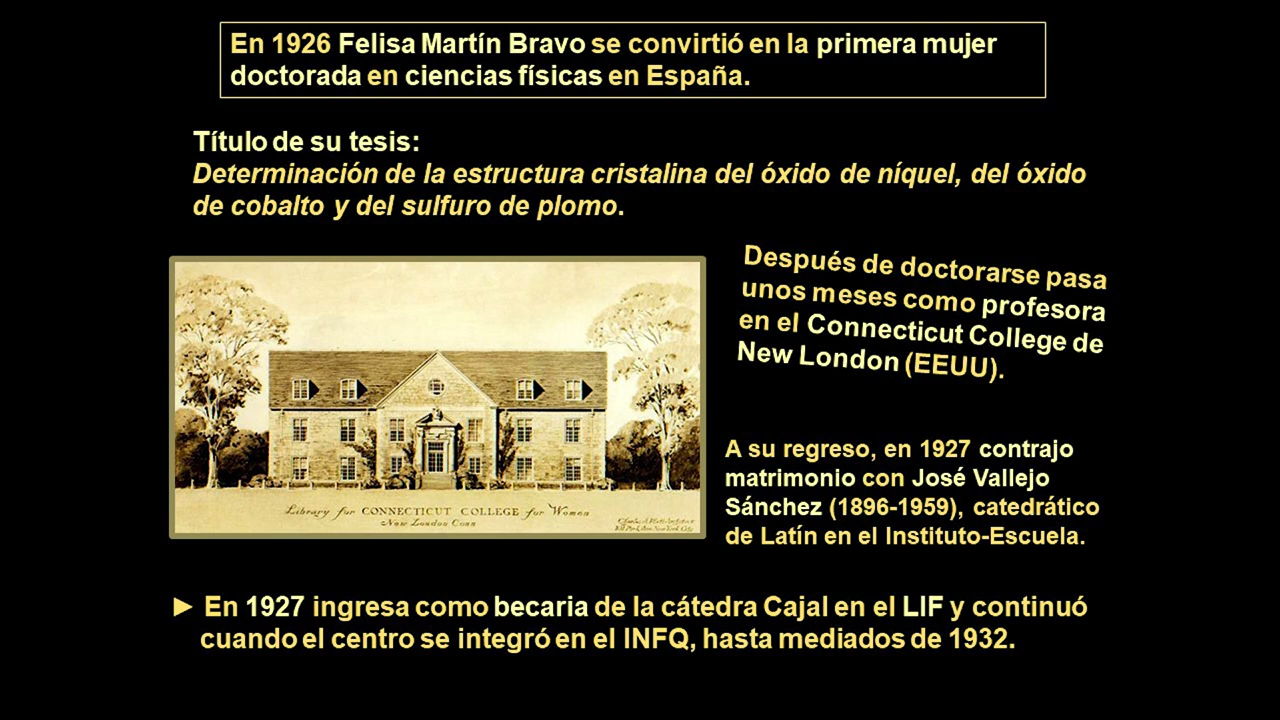 En 1926 Felisa Martín Bravo se convirtió en la primera mujer
doctorada en ciencias físicas en España.
Título de su tesis:
Determinación de la estructura cristalina del óxido de níquel, del óxido
de cobalto y del sulfuro de plomo.
Después de doctorarse pasa
unos meses como profesora
en el Connecticut College de
New London (EEUU).
Library for CONNECTICUT COLLEGE for Women
New London Conn
A su regreso, en 1927 contrajo
matrimonio con José Vallejo
Sánchez (1896-1959), catedrático
de Latín en el Instituto-Escuela.
► En 1927 ingresa como becaria de la cátedra Cajal en el LIF y continuó
cuando el centro se integró en el INFQ, hasta mediados de 1932.